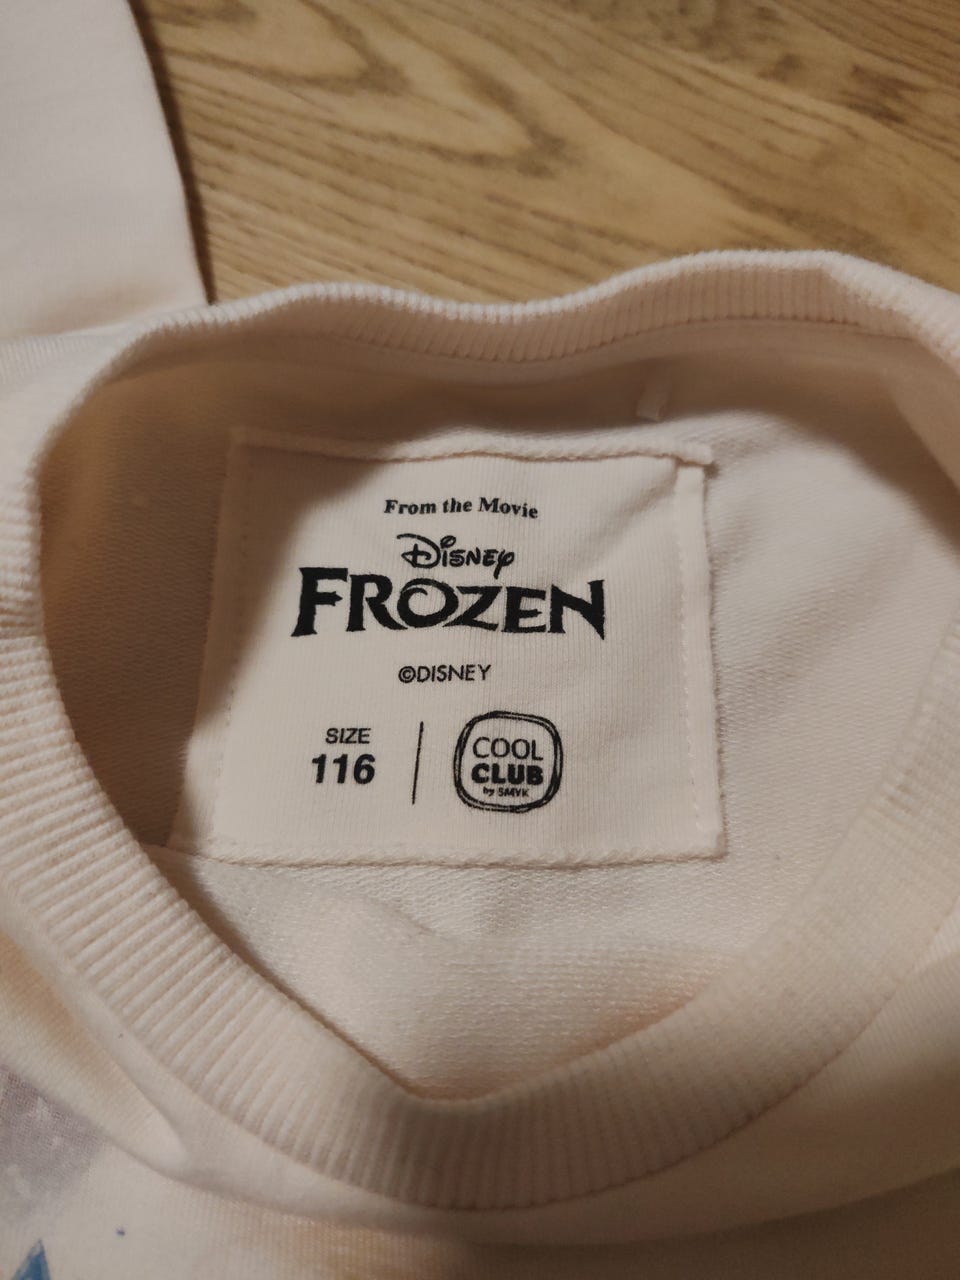 From the Movie
Disney
FROZEN
©DISNEY
SIZE
116
COOL
CLUB
by SMYK